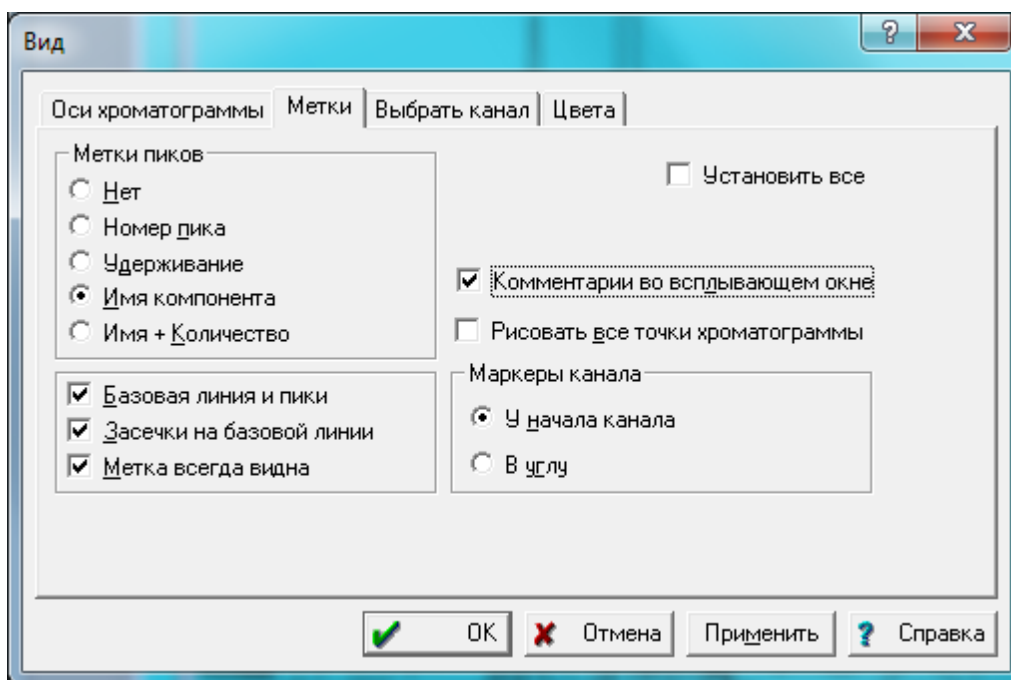 Вид
Оси хроматограммы Метки Выбрать канал Цвета
Метки пиков
Нет
Номер пика
Удерживание
Имя компонента
Имя + Количество
Базовая линия и пики
Засечки на базовой линии
Метка всегда видна
Установить все
Комментарии во всплывающем окне
Рисовать все точки хроматограммы
Маркеры канала
У начала канала
В углу
OK Отмена Применить ? Справка